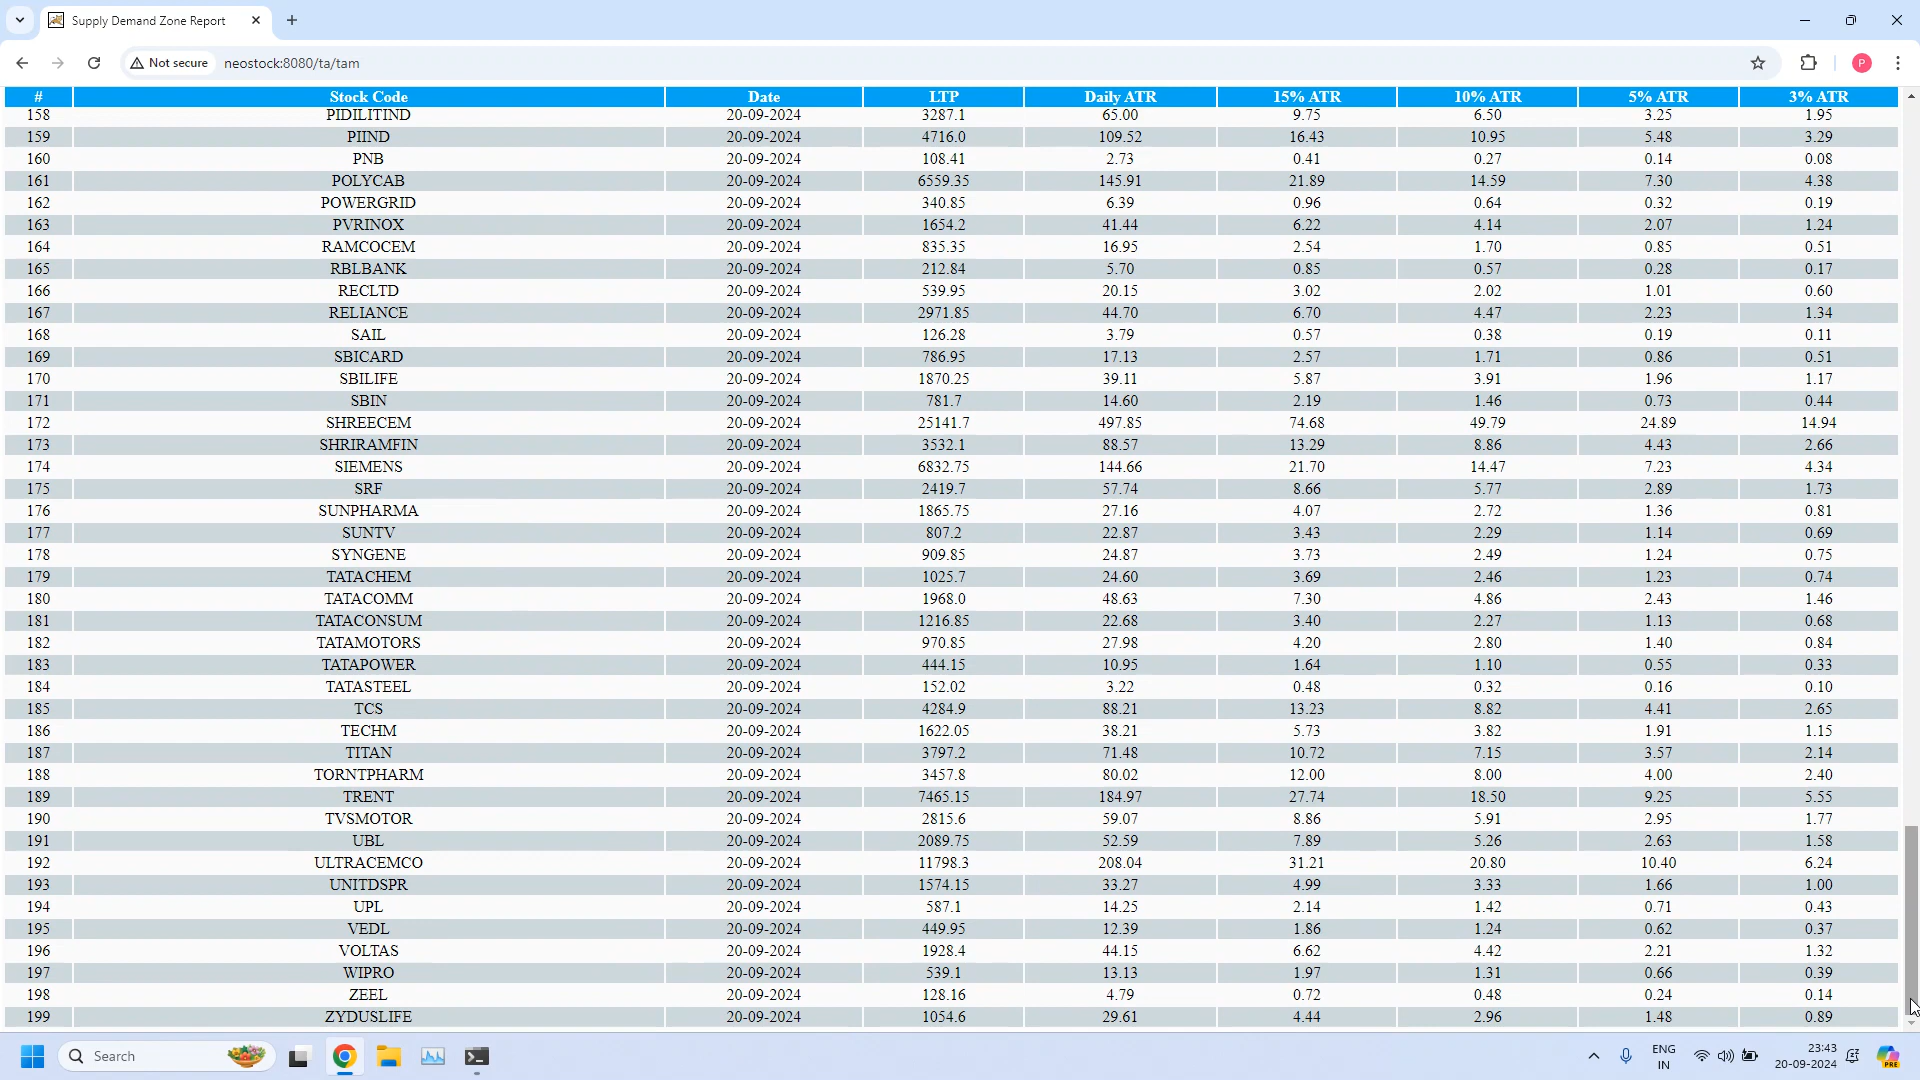 Supply Demand Zone Report
Not secure neostock:8080/ta/tam P
# Stock Code Date LTP Daily ATR 15% ATR 10% ATR 5% ATR 3% ATR
158 PIDILITIND 20-09-2024 3287.1 65.00 9.75 6.50 3.25 1.95
159 PIIND 20-09-2024 4716.0 109.52 16.43 10.95 5.48 3.29
160 PNB 20-09-2024 108.41 2.73 0.41 0.27 0.14 0.08
161 POLYCAB 20-09-2024 6559.35 145.91 21.89 14.59 7.30 4.38
162 POWERGRID 20-09-2024 340.85 6.39 0.96 0.64 0.32 0.19
163 PVRINOX 20-09-2024 1654.2 41.44 6.22 4.14 2.07 1.24
164 RAMCOCEM 20-09-2024 835.35 16.95 2.54 1.70 0.85 0.51
165 RBLBANK 20-09-2024 212.84 5.70 0.85 0.57 0.28 0.17
166 RECLTD 20-09-2024 539.95 20.15 3.02 2.02 1.01 0.60
167 RELIANCE 20-09-2024 2971.85 44.70 6.70 4.47 2.23 1.34
168 SAIL 20-09-2024 126.28 3.79 0.57 0.38 0.19 0.11
169 SBICARD 20-09-2024 786.95 17.13 2.57 1.71 0.86 0.51
170 SBILIFE 20-09-2024 1870.25 39.11 5.87 3.91 1.96 1.17
171 SBIN 20-09-2024 781.7 14.60 2.19 1.46 0.73 0.44
172 SHREECEM 20-09-2024 25141.7 497.85 74.68 49.79 24.89 14.94
173 SHRIRAMFIN 20-09-2024 3532.1 88.57 13.29 8.86 4.43 2.66
174 SIEMENS 20-09-2024 6832.75 144.66 21.70 14.47 7.23 4.34
175 SRF 20-09-2024 2419.7 57.74 8.66 5.77 2.89 1.73
176 SUNPHARMA 20-09-2024 1865.75 27.16 4.07 2.72 1.36 0.81
177 SUNTV 20-09-2024 807.2 22.87 3.43 2.29 1.14 0.69
178 SYNGENE 20-09-2024 909.85 24.87 3.73 2.49 1.24 0.75
179 TATACHEM 20-09-2024 1025.7 24.60 3.69 2.46 1.23 0.74
180 TATACOMM 20-09-2024 1968.0 48.63 7.30 4.86 2.43 1.46
181 TATACONSUM 20-09-2024 1216.85 22.68 3.40 2.27 1.13 0.68
182 TATAMOTORS 20-09-2024 970.85 27.98 4.20 2.80 1.40 0.84
183 TATAPOWER 20-09-2024 444.15 10.95 1.64 1.10 0.55 0.33
184 TATASTEEL 20-09-2024 152.02 3.22 0.48 0.32 0.16 0.10
185 TCS 20-09-2024 4284.9 88.21 13.23 8.82 4.41 2.65
186 TECHM 20-09-2024 1622.05 38.21 5.73 3.82 1.91 1.15
187 TITAN 20-09-2024 3797.2 71.48 10.72 7.15 3.57 2.14
188 TORNTPHARM 20-09-2024 3457.8 80.02 12.00 8.00 4.00 2.40
189 TRENT 20-09-2024 7465.15 184.97 27.74 18.50 9.25 5.55
190 TVSMOTOR 20-09-2024 2815.6 59.07 8.86 5.91 2.95 1.77
191 UBL 20-09-2024 2089.75 52.59 7.89 5.26 2.63 1.58
192 ULTRACEMCO 20-09-2024 11798.3 208.04 31.21 20.80 10.40 6.24
193 UNITDSPR 20-09-2024 1574.15 33.27 4.99 3.33 1.66 1.00
194 UPL 20-09-2024 587.1 14.25 2.14 1.42 0.71 0.43
195 VEDL 20-09-2024 449.95 12.39 1.86 1.24 0.62 0.37
196 VOLTAS 20-09-2024 1928.4 44.15 6.62 4.42 2.21 1.32
197 WIPRO 20-09-2024 539.1 13.13 1.97 1.31 0.66 0.39
198 ZEEL 20-09-2024 128.16 4.79 0.72 0.48 0.24 0.14
199 ZYDUSLIFE 20-09-2024 1054.6 29.61 4.44 2.96 1.48 0.89
Search ENG 23:43
IN 20-09-2024 PRE